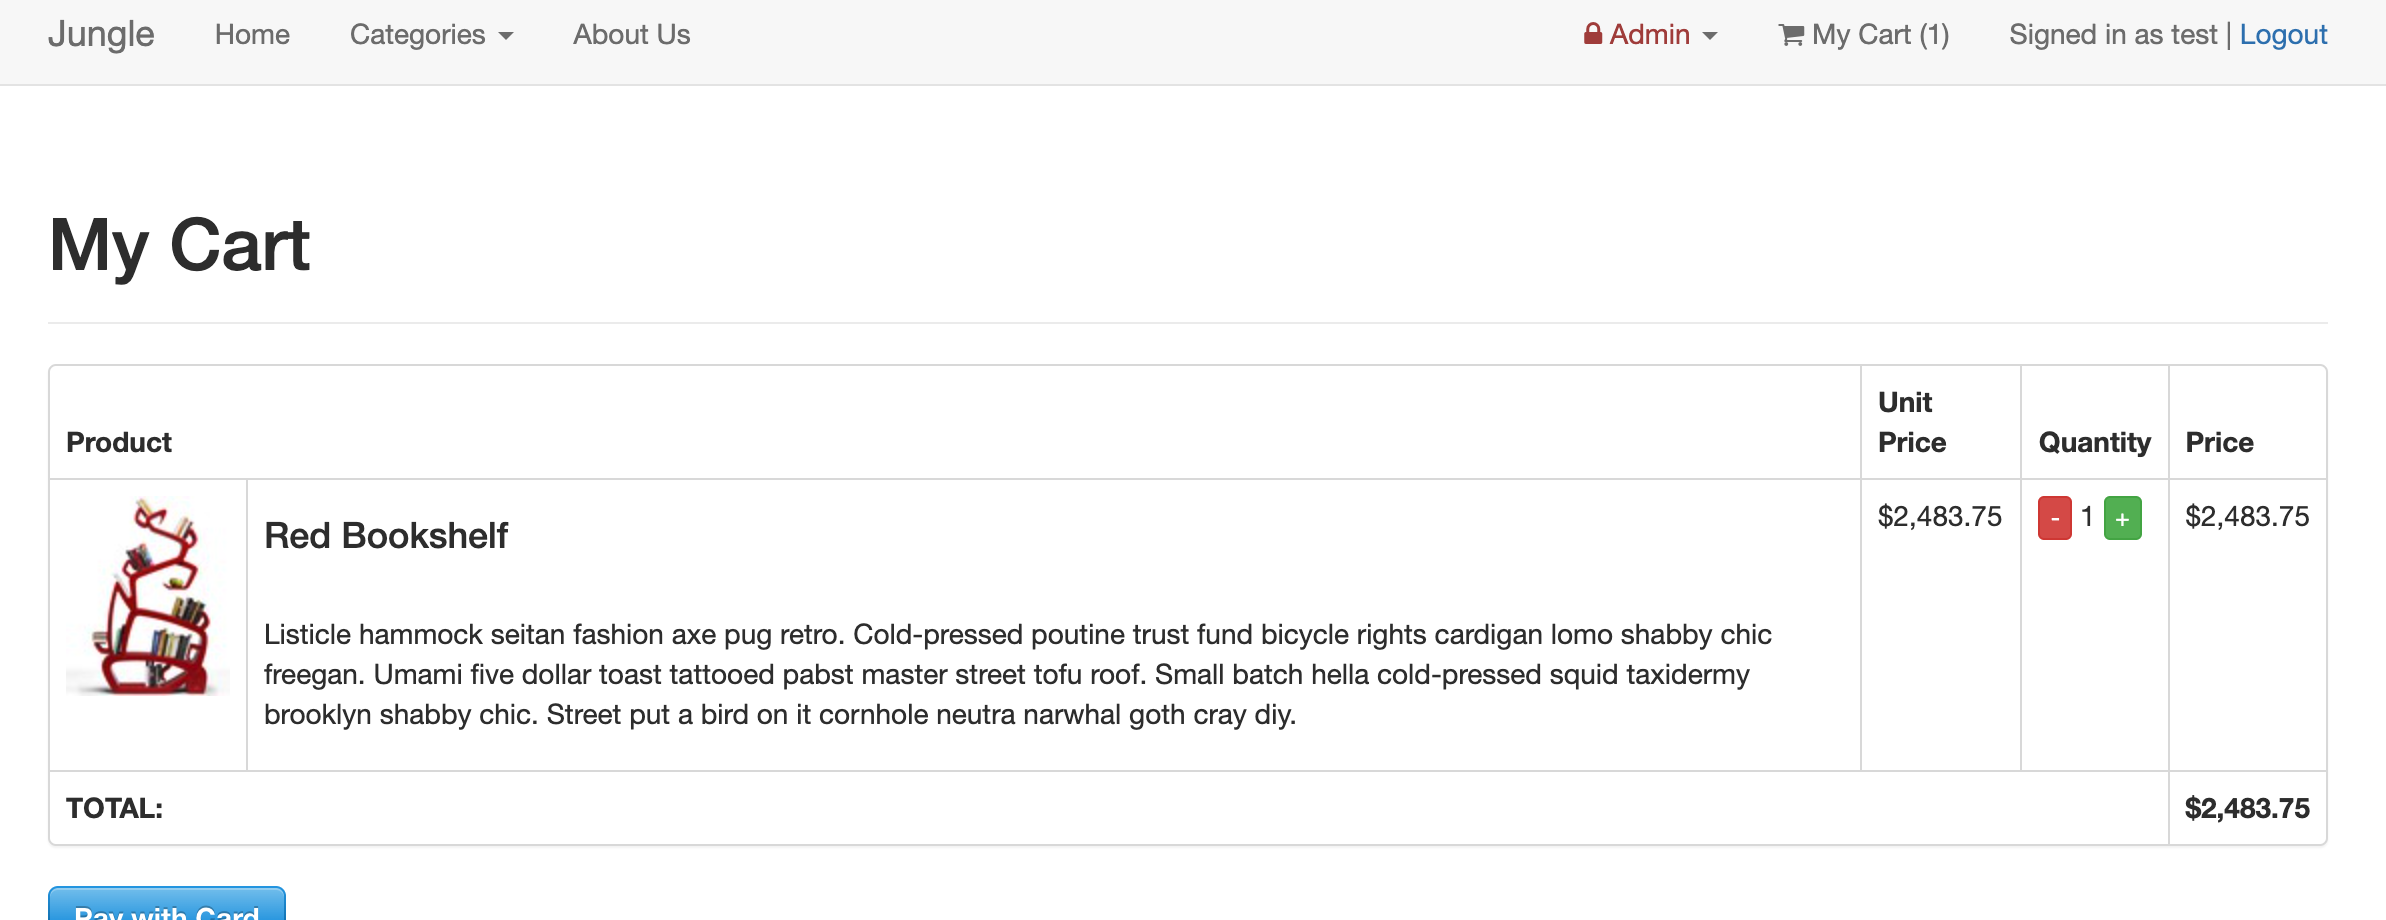 Jungle Home Categories About Us Admin My Cart (1) Signed in as test | Logout
My Cart
Product Unit Price Quantity Price
Red Bookshelf $2,483.75 - 1 + $2,483.75
Listicle hammock seitan fashion axe pug retro. Cold-pressed poutine trust fund bicycle rights cardigan lomo shabby chic
freegan. Umami five dollar toast tattooed pabst master street tofu roof. Small batch hella cold-pressed squid taxidermy
brooklyn shabby chic. Street put a bird on it cornhole neutra narwhal goth cray diy.
TOTAL: $2,483.75
Pay with Card